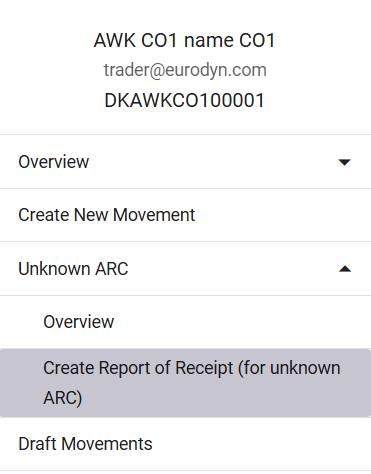 AWK CO1 name CO1
trader@eurodyn.com
DKAWKCO100001
Overview
Create New Movement
Unknown ARC
Overview
Create Report of Receipt (for unknown
ARC)
Draft Movements